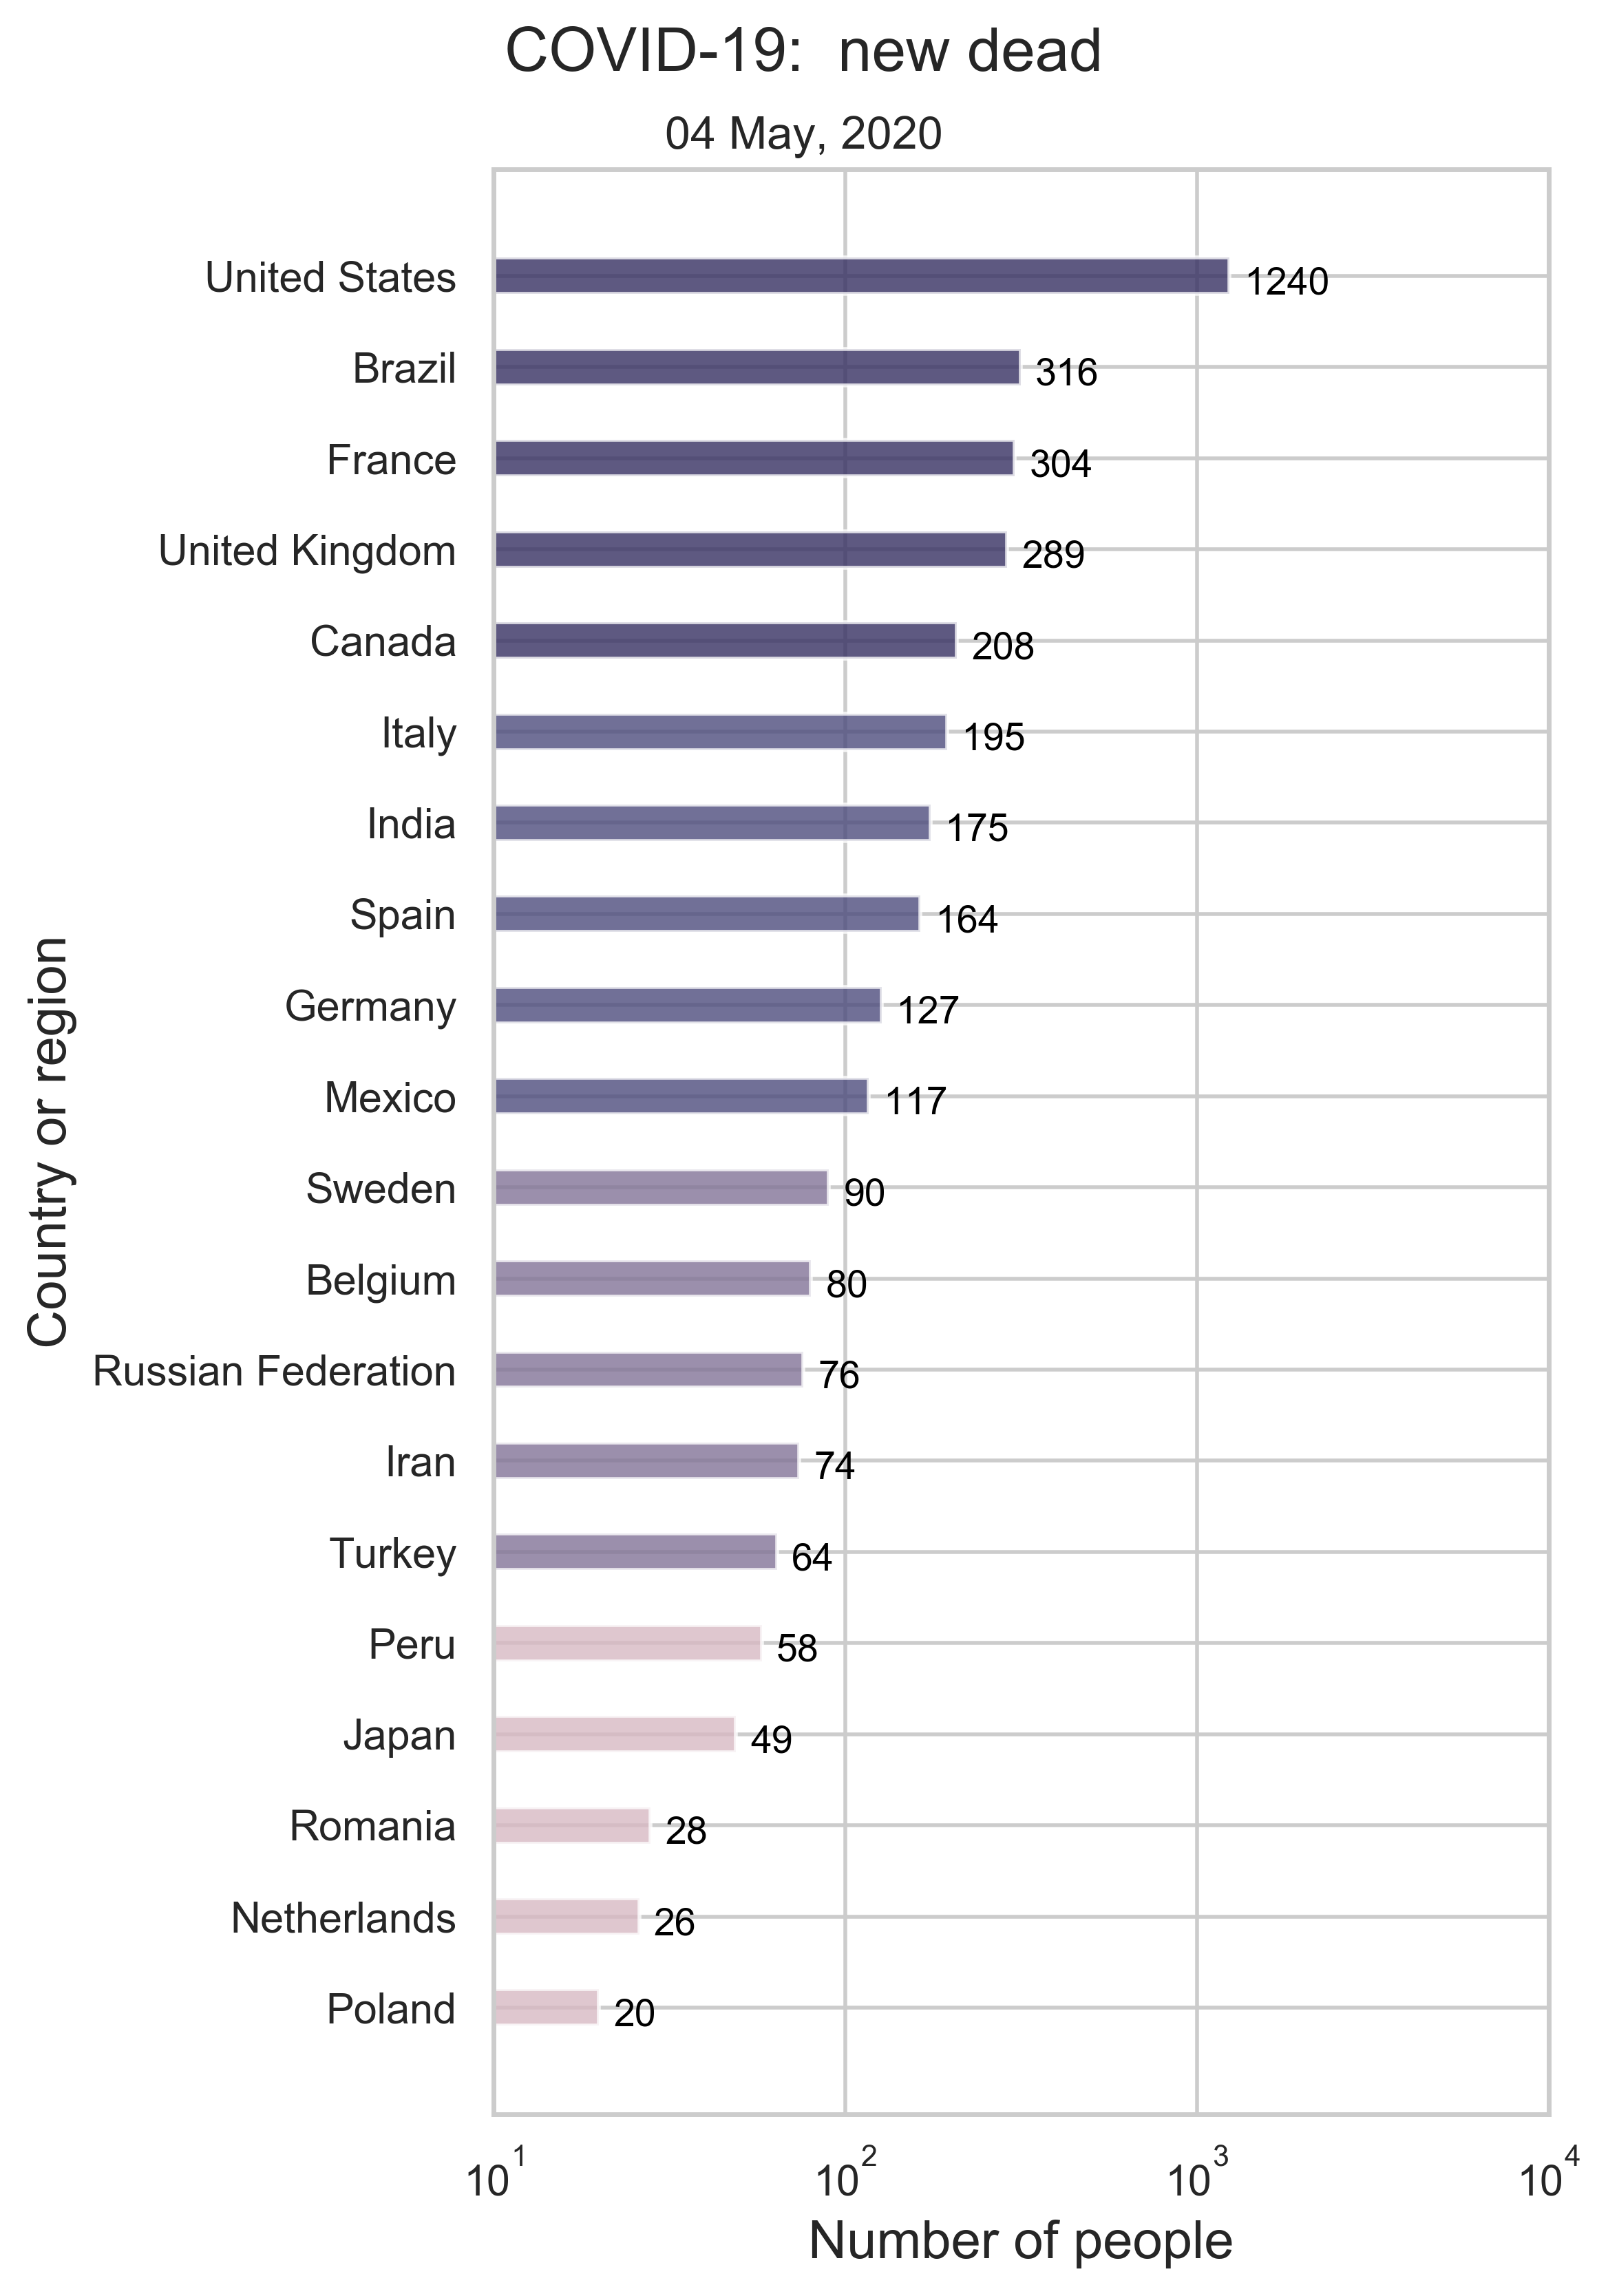 COVID-19:  new dead
04 May, 2020
United States 1240
Brazil 316
France 304
United Kingdom 289
Canada 208
Italy 195
India 175
Spain 164
Germany 127
Mexico 117
Sweden 90
Belgium 80
Russian Federation 76
Iran 74
Turkey 64
Peru 58
Japan 49
Romania 28
Netherlands 26
Poland 20
Country or region
10¹ 10² 10³ 10⁴
Number of people